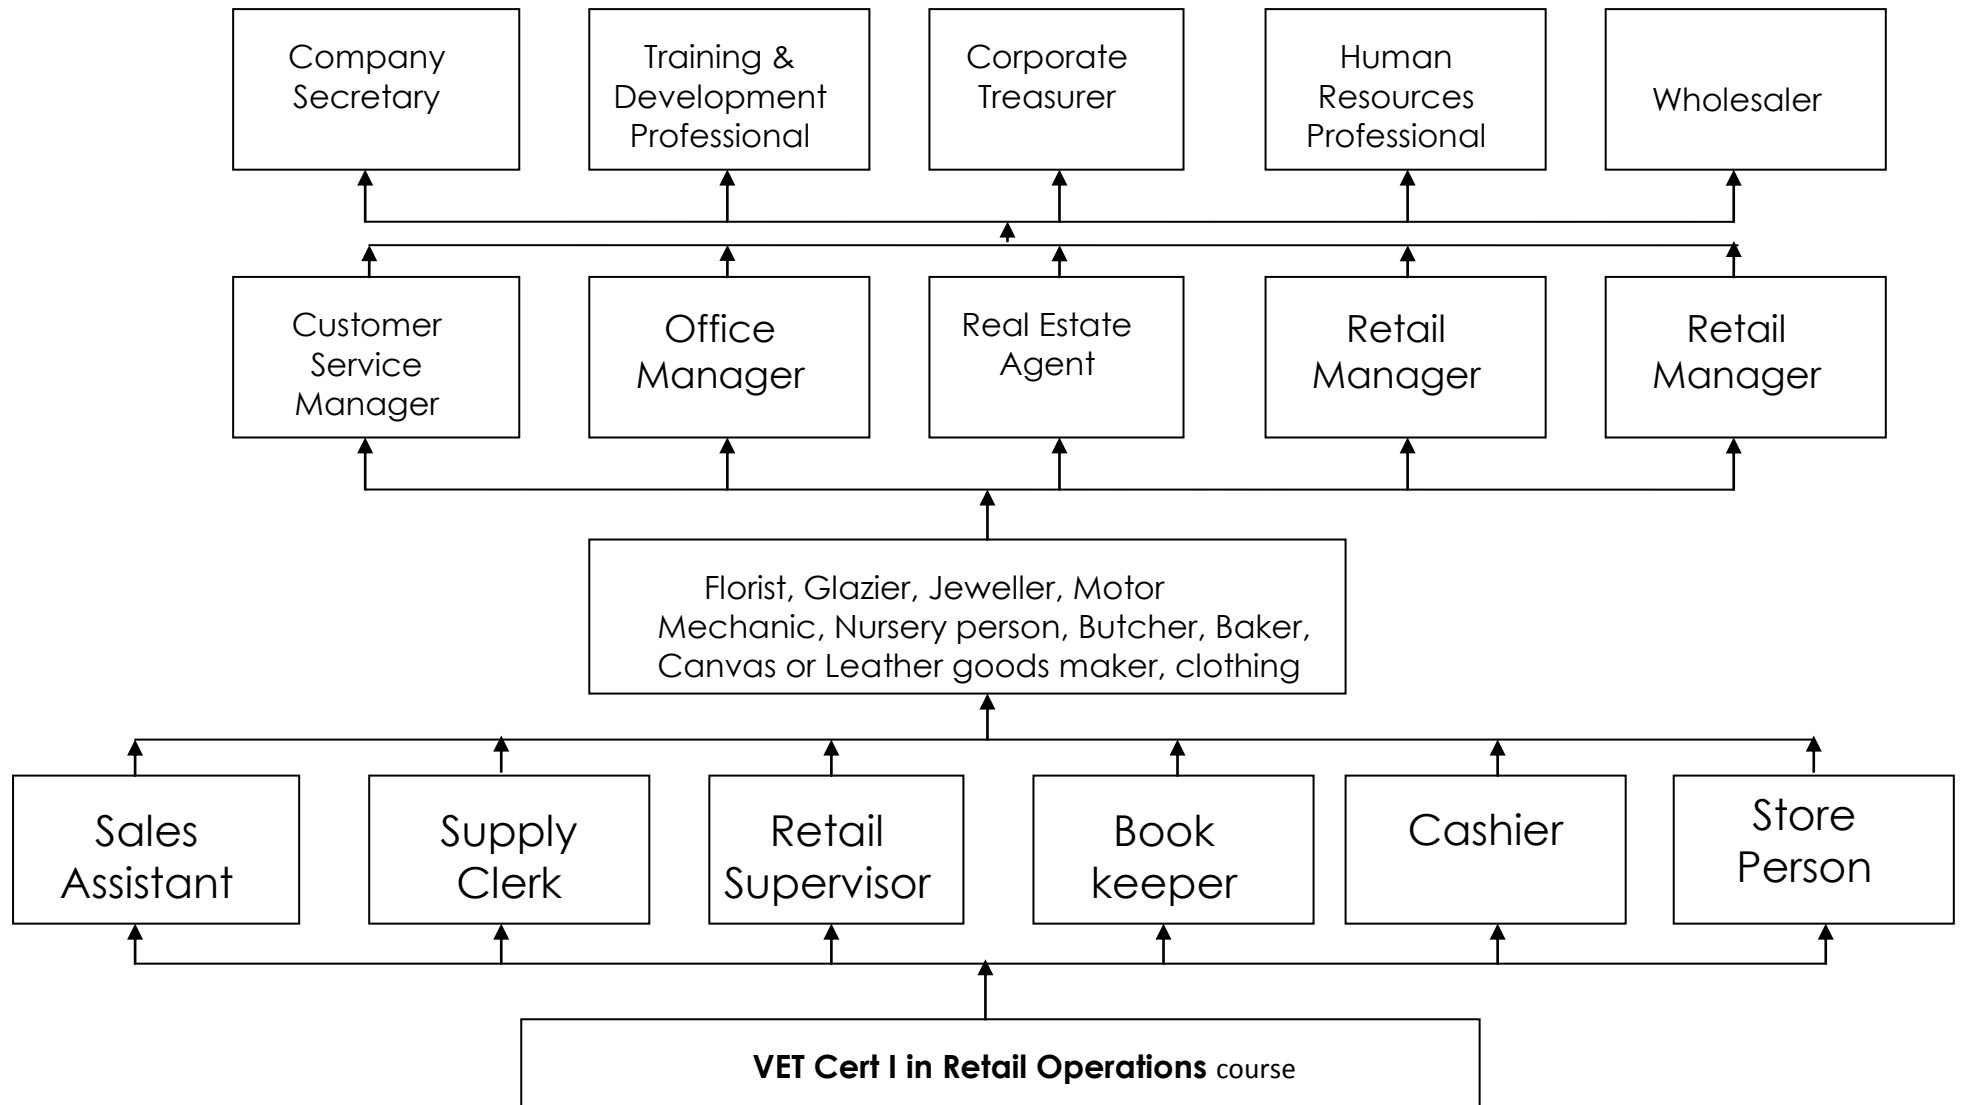 Company
Secretary
Training &
Development
Professional
Corporate
Treasurer
Human
Resources
Professional
Wholesaler
Customer
Service
Manager
Office
Manager
Real Estate
Agent
Retail
Manager
Retail
Manager
Florist, Glazier, Jeweller, Motor
Mechanic, Nursery person, Butcher, Baker,
Canvas or Leather goods maker, clothing
Sales
Assistant
Supply
Clerk
Retail
Supervisor
Book
keeper
Cashier
Store
Person
VET Cert I in Retail Operations course